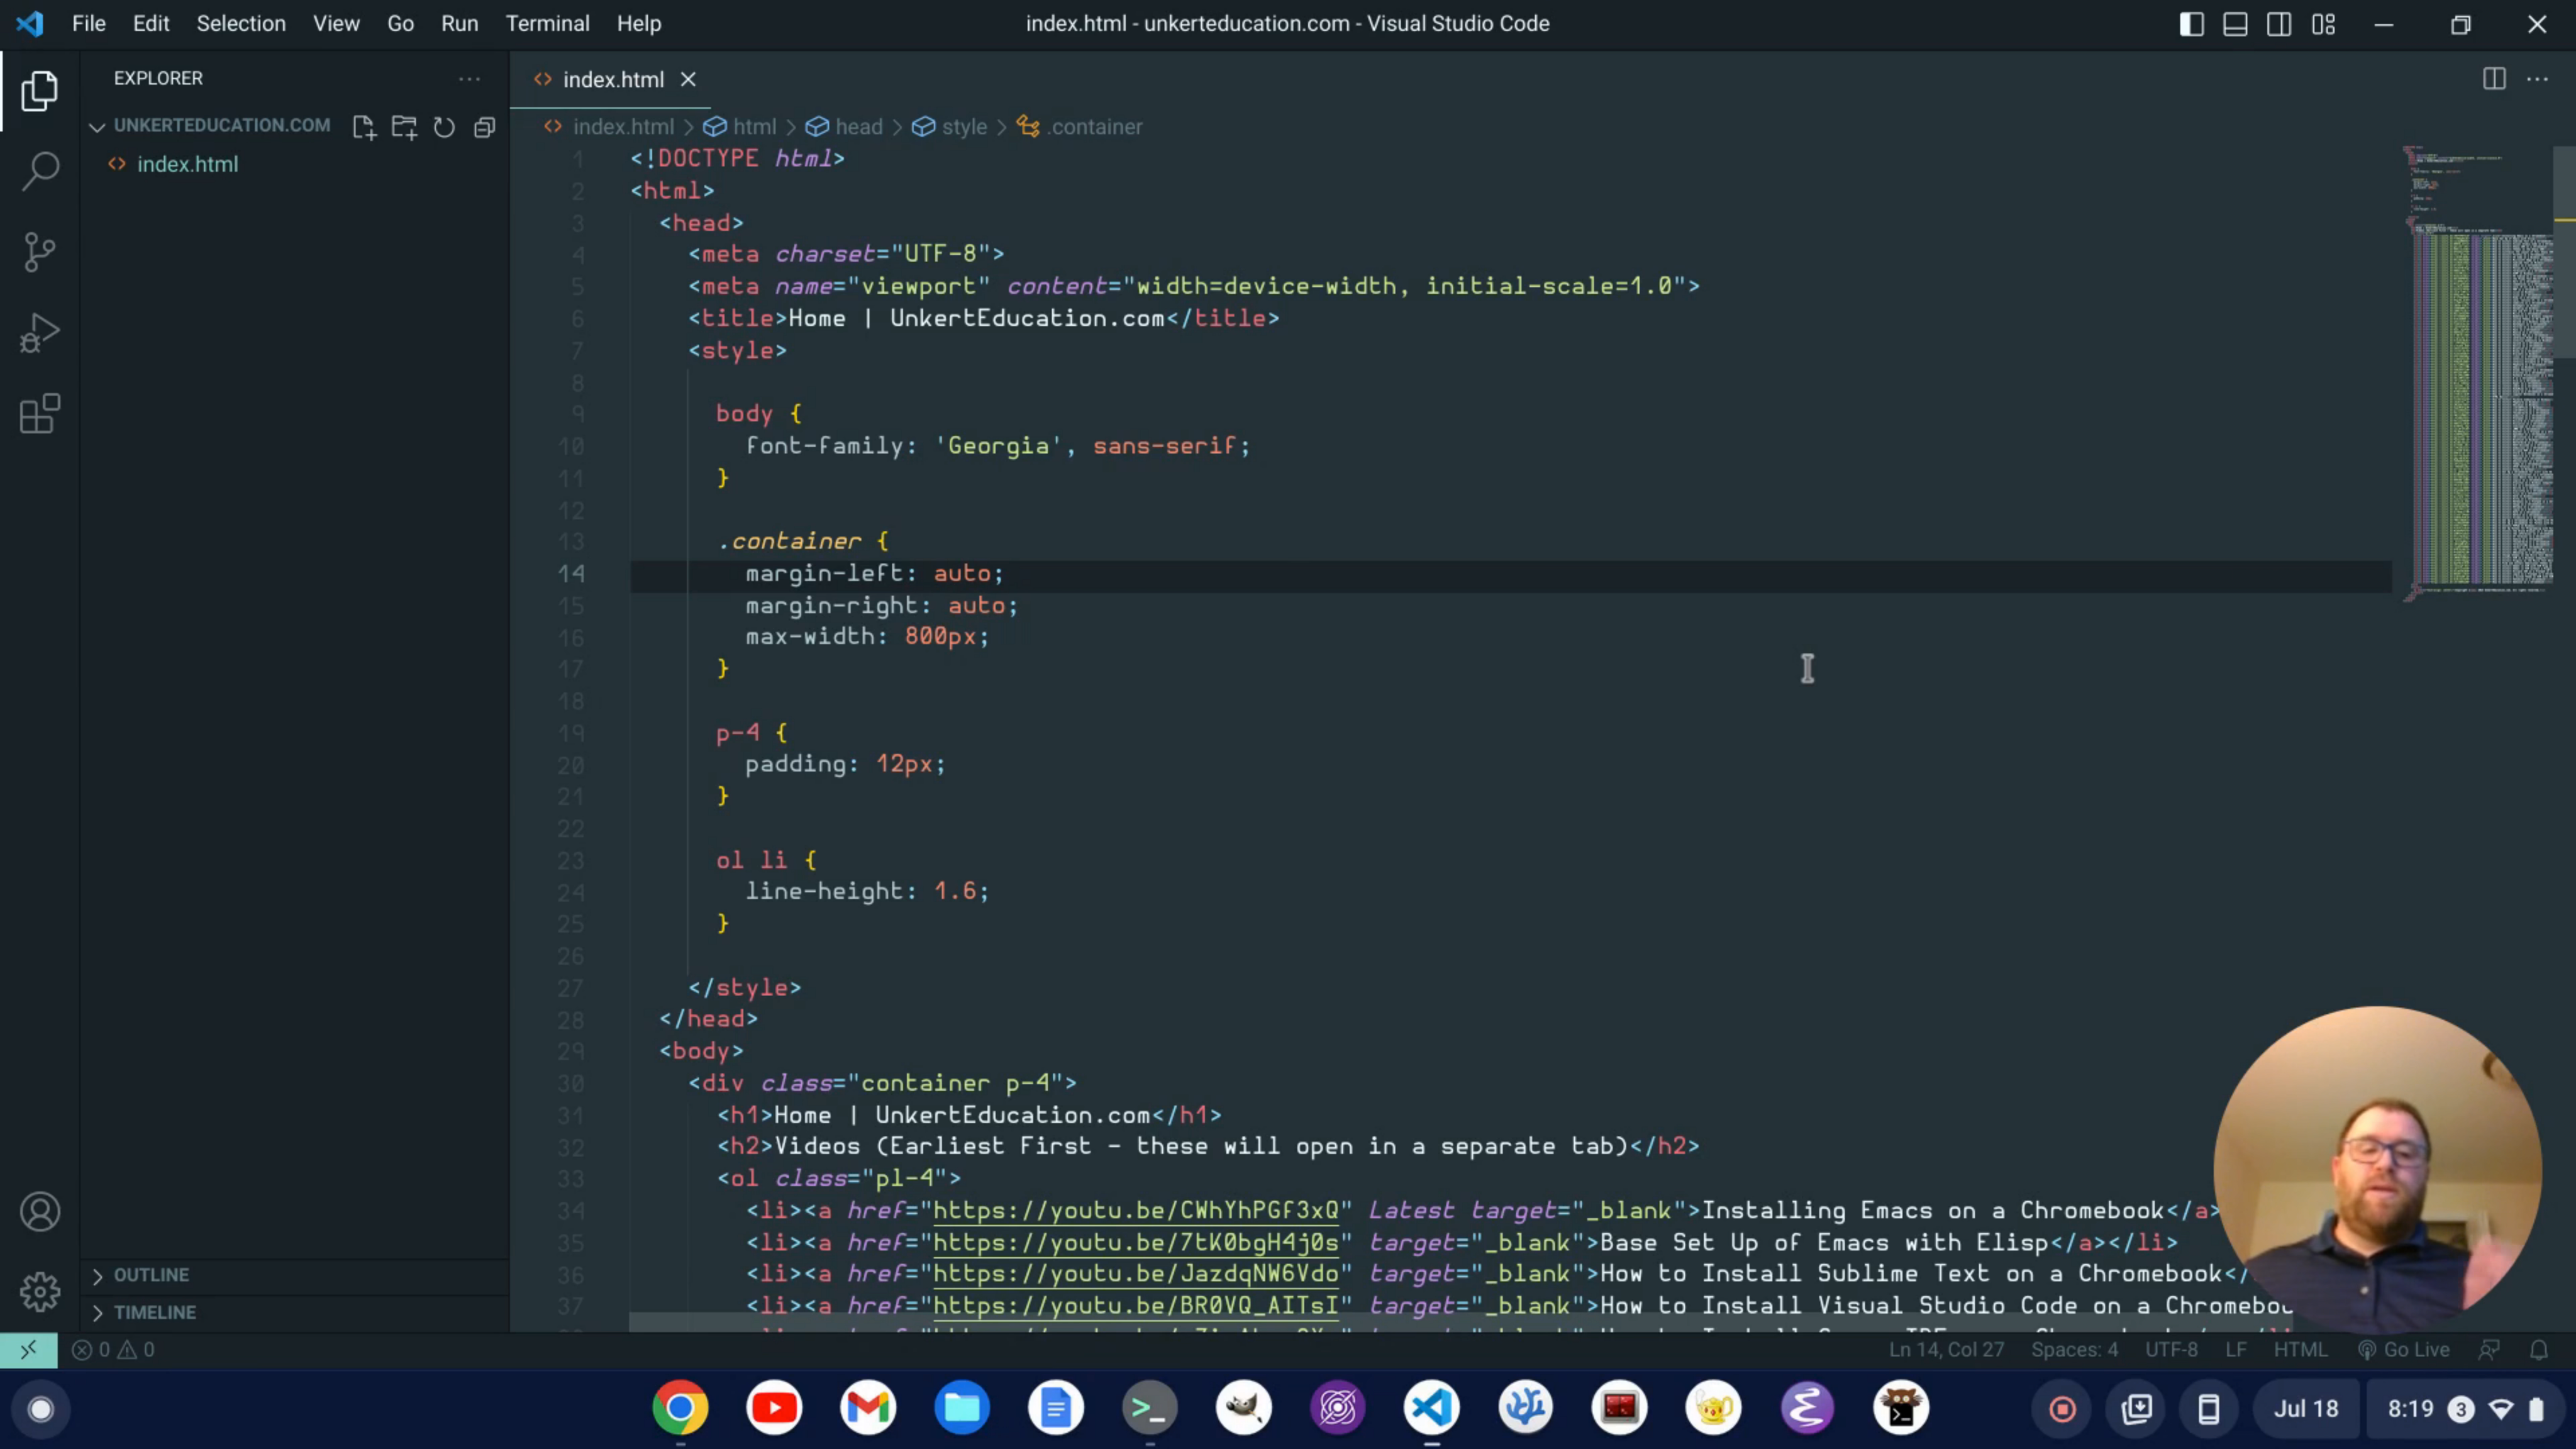 File Edit Selection View Go Run Terminal Help
index.html - unkerteducation.com - Visual Studio Code
EXPLORER
UNKERTEDUCATION.COM
index.html
index.html
index.html > html > head > style > .container
1 <!DOCTYPE html>
2 <html>
3 <head>
4 <meta charset="UTF-8">
5 <meta name="viewport" content="width=device-width, initial-scale=1.0">
6 <title>Home | UnkertEducation.com</title>
7 <style>
8
9 body {
10 font-family: 'Georgia', sans-serif;
11 }
12
13 .container {
14 margin-left: auto;
15 margin-right: auto;
16 max-width: 800px;
17 }
18
19 p-4 {
20 padding: 12px;
21 }
22
23 ol li {
24 line-height: 1.6;
25 }
26
27 </style>
28 </head>
29 <body>
30 <div class="container p-4">
31 <h1>Home | UnkertEducation.com</h1>
32 <h2>Videos (Earliest First - these will open in a separate tab)</h2>
33 <ol class="pl-4">
34 <li><a href="https://youtu.be/CWhYhPGf3xQ" Latest target="_blank">Installing Emacs on a Chromebook</a>
35 <li><a href="https://youtu.be/7tK0bgH4j0s" target="_blank">Base Set Up of Emacs with Elisp</a></li>
36 <li><a href="https://youtu.be/JazdqNW6Vdo" target="_blank">How to Install Sublime Text on a Chromebook</
37 <li><a href="https://youtu.be/BR0VQ_AITsI" target="_blank">How to Install Visual Studio Code on a Chromeboo
OUTLINE
TIMELINE
0 0
Ln 14, Col 27 Spaces: 4 UTF-8 LF HTML Go Live
Jul 18 8:19 3